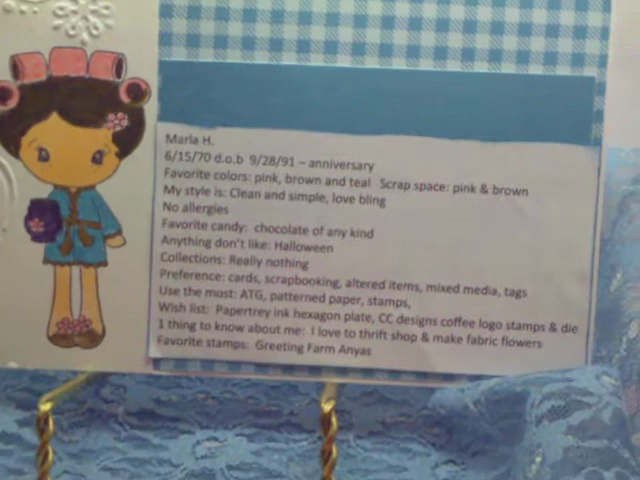 Marla H.
6/15/70 d.o.b 9/28/91 – anniversary
Favorite colors: pink, brown and teal Scrap space: pink & brown
My style is: Clean and simple, love bling
No allergies
Favorite candy: chocolate of any kind
Anything don't like: Halloween
Collections: Really nothing
Preference: cards, scrapbooking, altered items, mixed media, tags
Use the most: ATG, patterned paper, stamps,
Wish list: Papertrey ink hexagon plate, CC designs coffee logo stamps & die
1 thing to know about me: I love to thrift shop & make fabric flowers
Favorite stamps: Greeting Farm Anyas